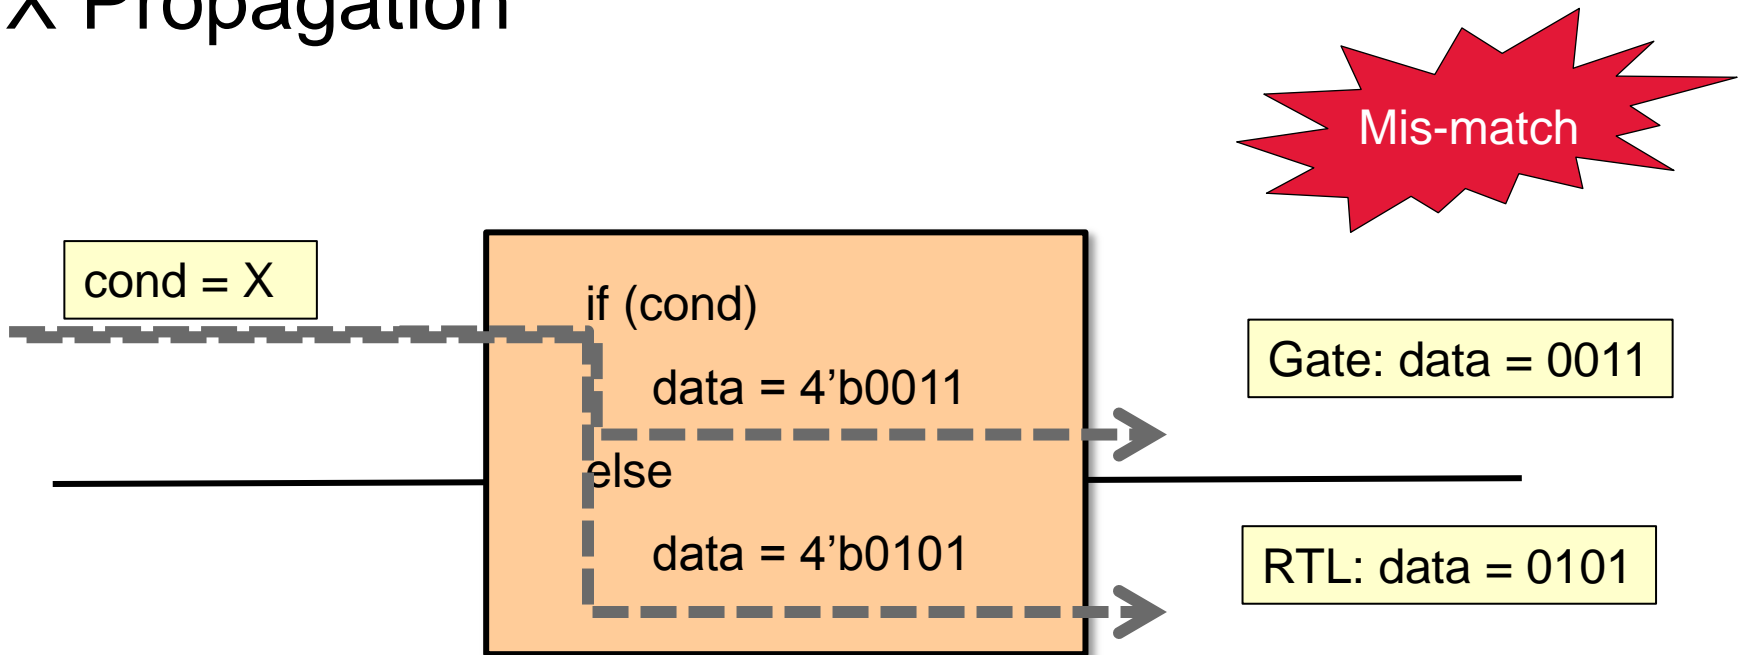 X Propagation
Mis-match
cond = X
if (cond)
data = 4’b0011
else
data = 4’b0101
Gate: data = 0011
RTL: data = 0101